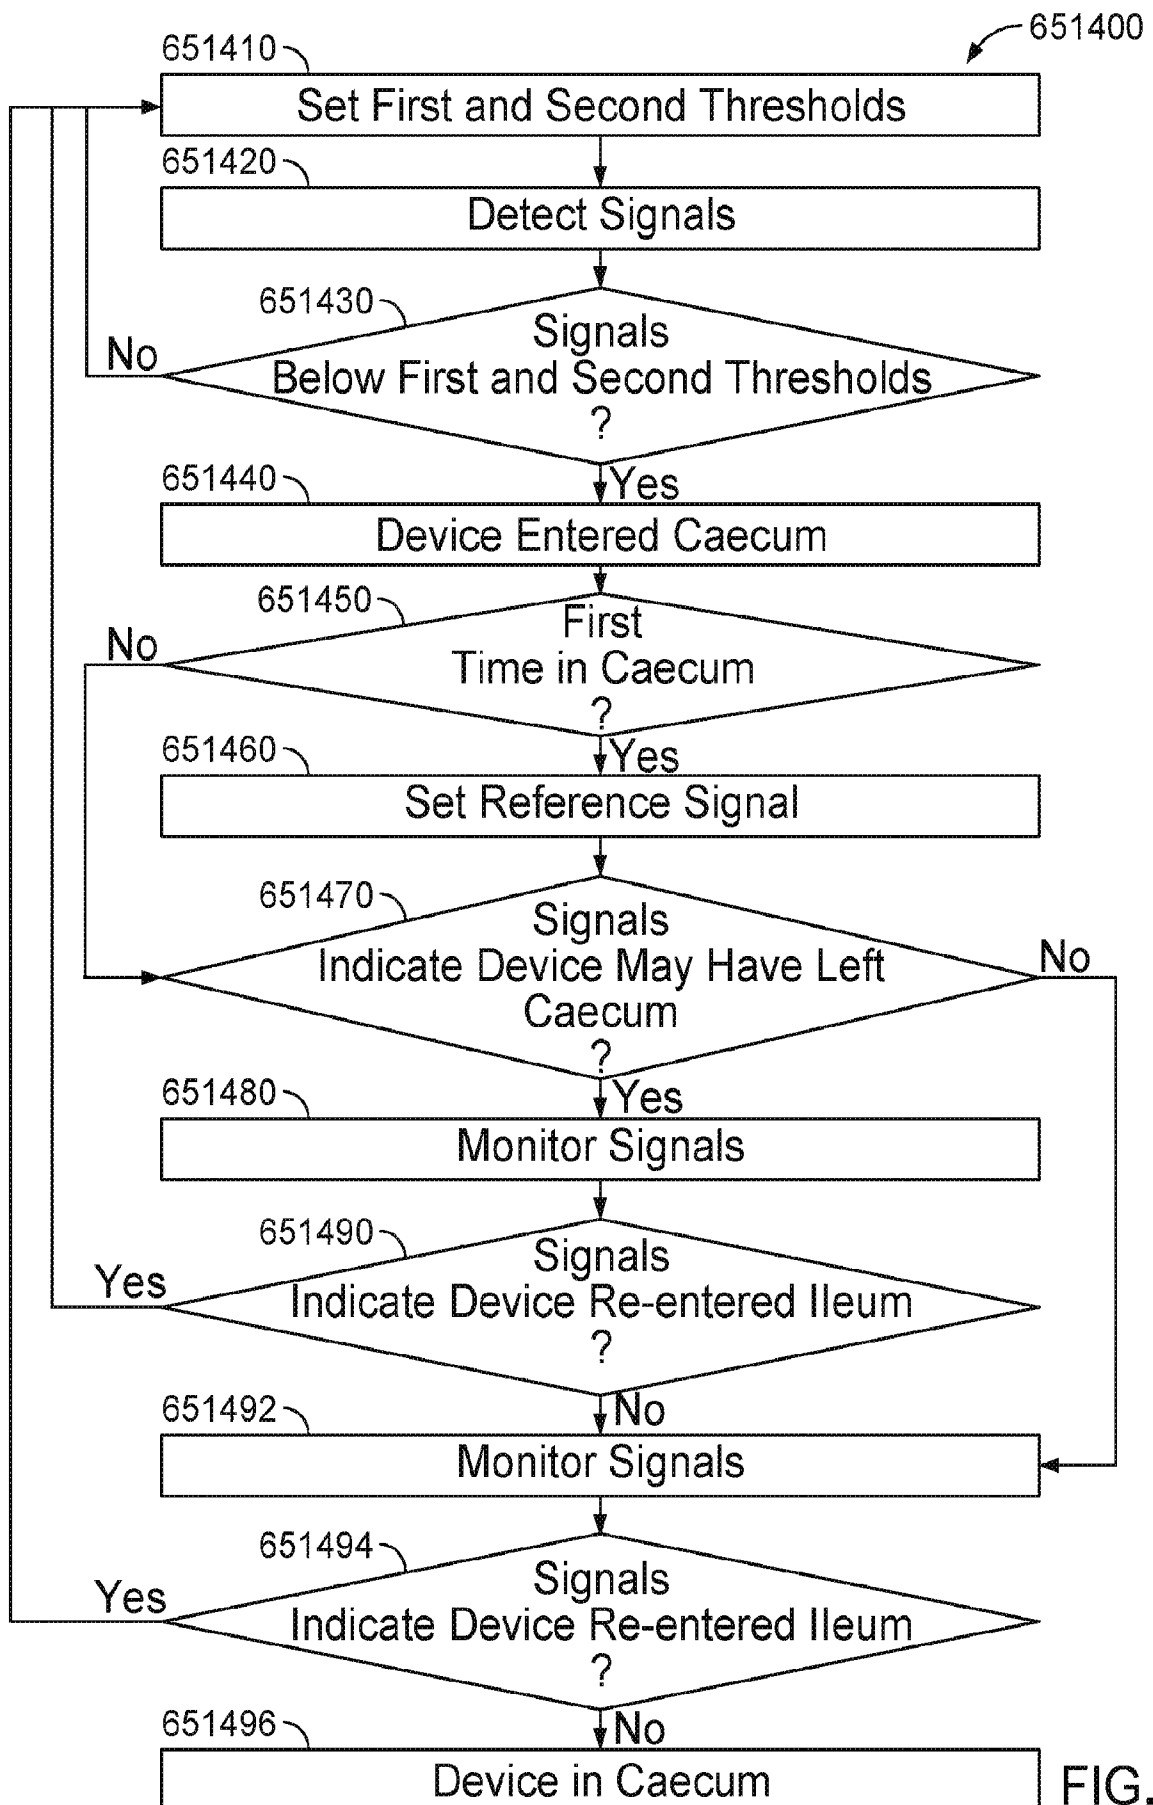 651400
651410
Set First and Second Thresholds
651420
Detect Signals
651430
Signals
Below First and Second Thresholds
?
No
Yes
651440
Device Entered Caecum
651450
First
Time in Caecum
?
No
Yes
651460
Set Reference Signal
651470
Signals
Indicate Device May Have Left
Caecum
?
No
Yes
651480
Monitor Signals
651490
Signals
Indicate Device Re-entered Ileum
?
Yes
No
651492
Monitor Signals
651494
Signals
Indicate Device Re-entered Ileum
?
Yes
No
651496
Device in Caecum
FIG.